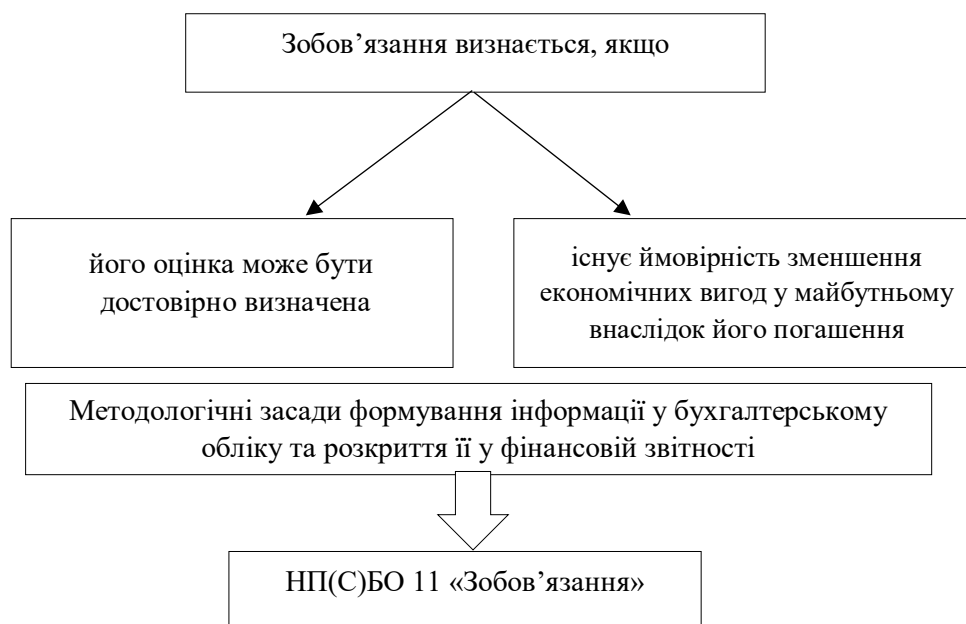 Зобов’язання визнається, якщо
його оцінка може бути
достовірно визначена
існує ймовірність зменшення
економічних вигод у майбутньому
внаслідок його погашення
Методологічні засади формування інформації у бухгалтерському
обліку та розкриття її у фінансовій звітності
НП(С)БО 11 «Зобов’язання»